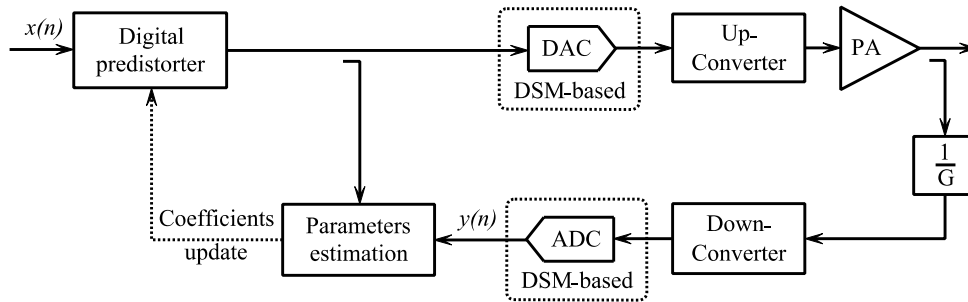 x(n)
Digital
predistorter
DAC
DSM-based
Up-
Converter
PA
1
G
Down-
Converter
ADC
DSM-based
y(n)
Parameters
estimation
Coefficients
update